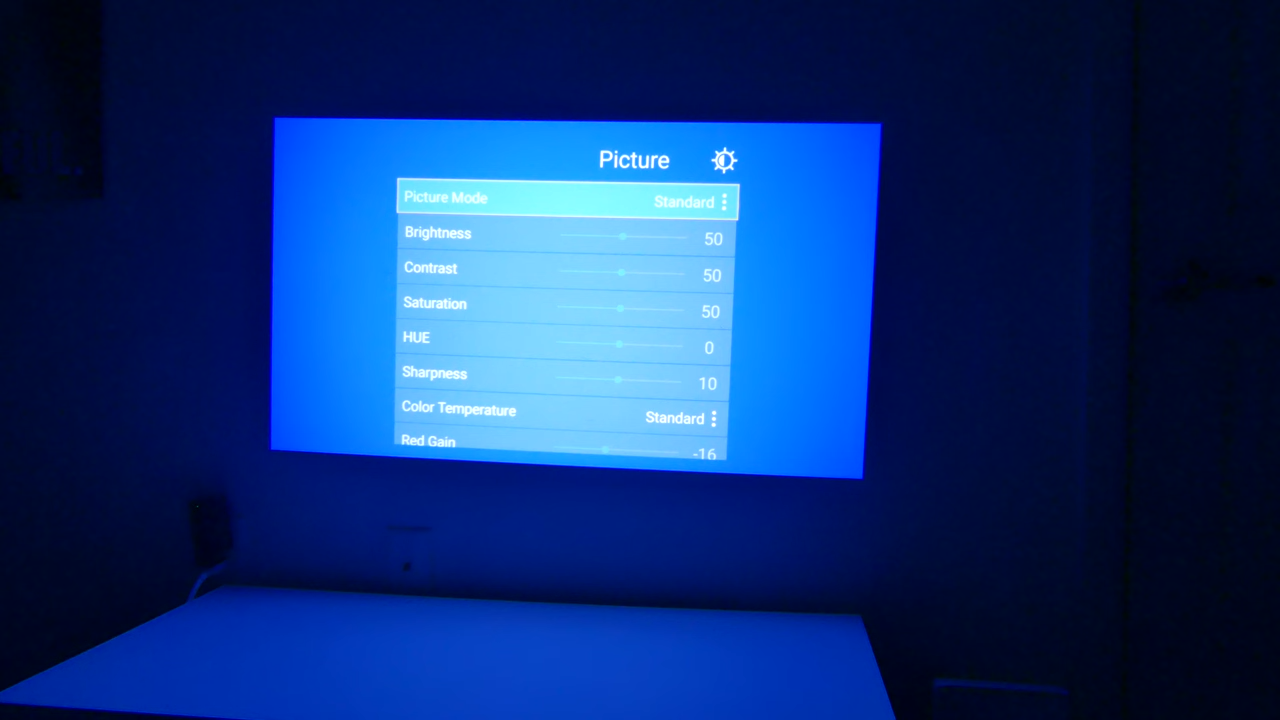 Picture
Picture Mode Standard
Brightness 50
Contrast 50
Saturation 50
HUE 0
Sharpness 10
Color Temperature Standard
Red Gain -16